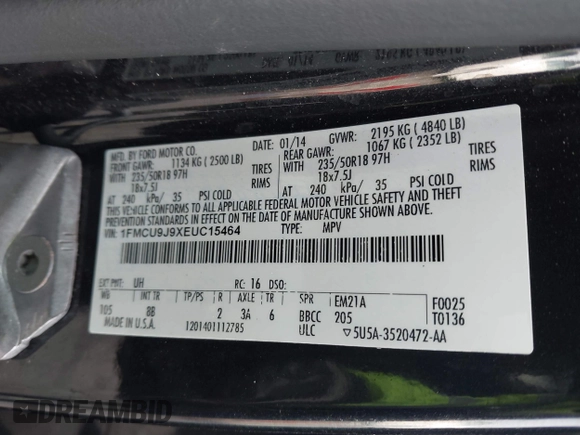 MFD. BY FORD MOTOR CO.
DATE: 01/14 GVWR: 2195 KG ( 4840 LB)
FRONT GAWR: 1134 KG ( 2500 LB) REAR GAWR: 1067 KG ( 2352 LB)
WITH 235/50R18 97H TIRES WITH 235/50R18 97H TIRES
18x7.5J RIMS 18x7.5J RIMS
AT 240 kPa/ 35 PSI COLD AT 240 kPa/ 35 PSI COLD
THIS VEHICLE CONFORMS TO ALL APPLICABLE FEDERAL MOTOR VEHICLE SAFETY AND THEFT
PREVENTION STANDARDS IN EFFECT ON THE DATE OF MANUFACTURE SHOWN ABOVE.
VIN: 1FMCU9J9XEUC15464 TYPE: MPV
EXT PNT: UH RC: 16 DSO:
WB INT TR TP/PS R AXLE TR SPR EM21A F0025
105 8B 2 3A 6 BBCC 205 T0136
MADE IN U.S.A. 1201401112785 ULC ▽5U5A-3520472-AA
DREAMBID